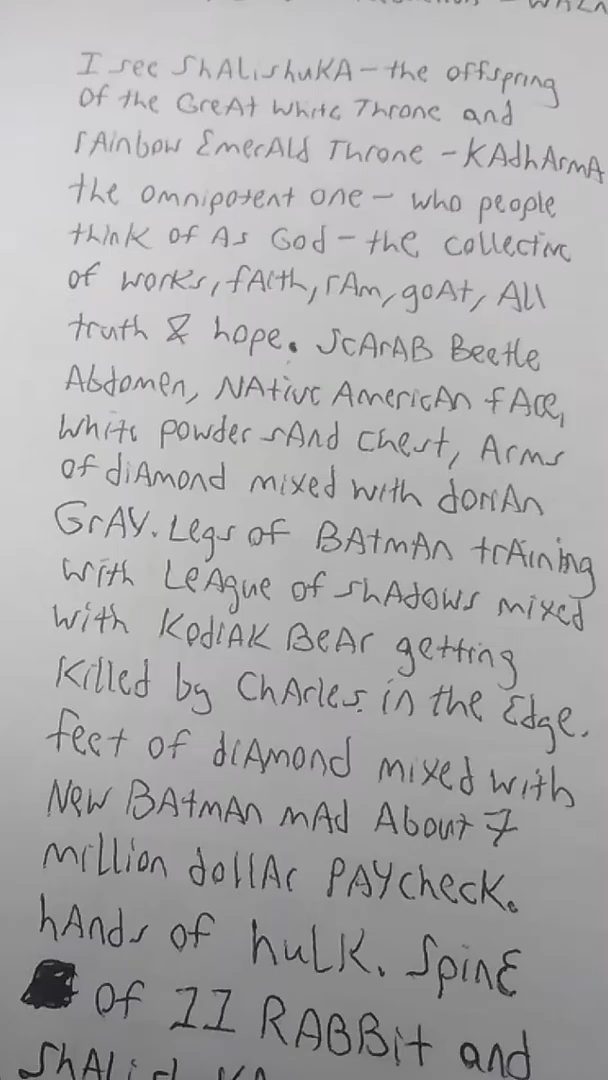 I see ShALishuKA - the offspring
of the GreAt White Throne and
rAinbow EmerAld Throne - KAdhArmA
the omnipotent one - who people
think of As God - the collective
of works, fAith, rAm, goAt, All
truth & hope. ScArAB Beetle
Abdomen, NAtive AmericAn fAce,
White powder sAnd chest, Arms
of diAmond mixed with doriAn
GrAY. Legs of BAtmAn trAining
with LeAgue of shAdows mixed
with KodiAK BeAr getting
Killed by ChArles in the Edge.
feet of diAmond mixed with
New BAtmAn mAd About 7
million dollAr PAYcheck.
hAnds of hulK. SpinE
of II RABBit and